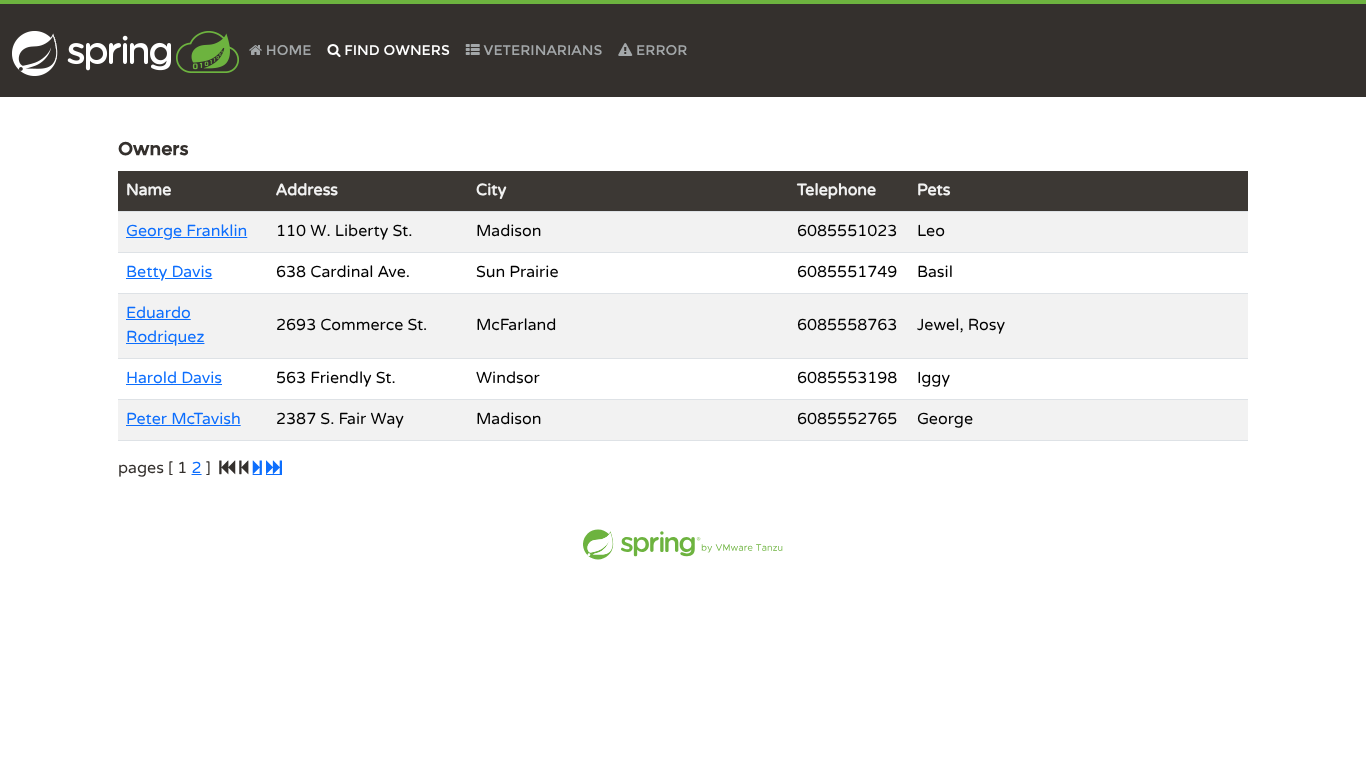 spring HOME FIND OWNERS VETERINARIANS ERROR
Owners
Name Address City Telephone Pets
George Franklin 110 W. Liberty St. Madison 6085551023 Leo
Betty Davis 638 Cardinal Ave. Sun Prairie 6085551749 Basil
Eduardo
Rodriquez 2693 Commerce St. McFarland 6085558763 Jewel, Rosy
Harold Davis 563 Friendly St. Windsor 6085553198 Iggy
Peter McTavish 2387 S. Fair Way Madison 6085552765 George
pages [ 1 2 ]
spring by VMware Tanzu